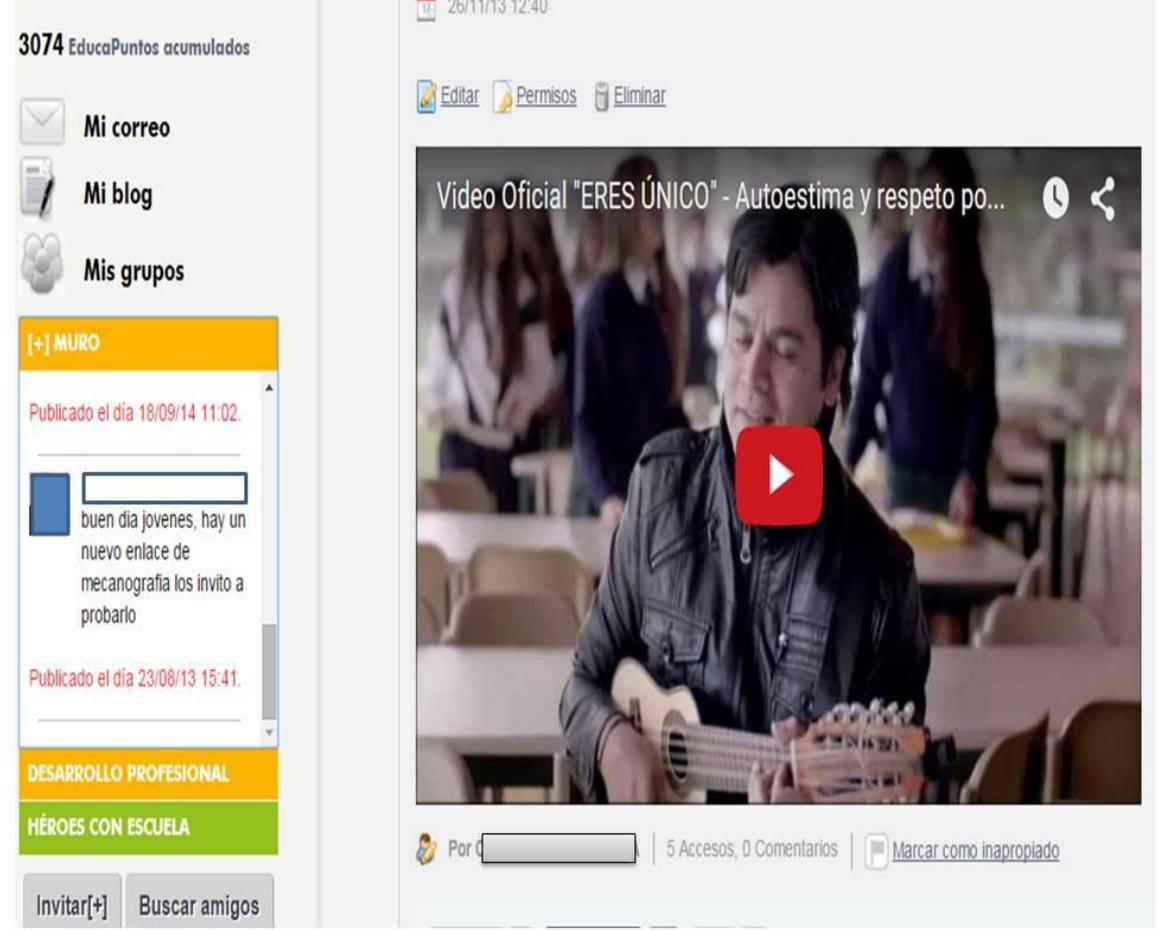 3074 EducaPuntos acumulados
Mi correo
Mi blog
Mis grupos
[+] MURO
Publicado el día 18/09/14 11:02.
buen dia jovenes, hay un
nuevo enlace de
mecanografia los invito a
probarlo
Publicado el día 23/08/13 15:41.
DESARROLLO PROFESIONAL
HÉROES CON ESCUELA
Invitar[+]
Buscar amigos
26/11/13 12:40
Editar Permisos Eliminar
Video Oficial "ERES ÚNICO" - Autoestima y respeto po...
Por
5 Accesos, 0 Comentarios
Marcar como inapropiado